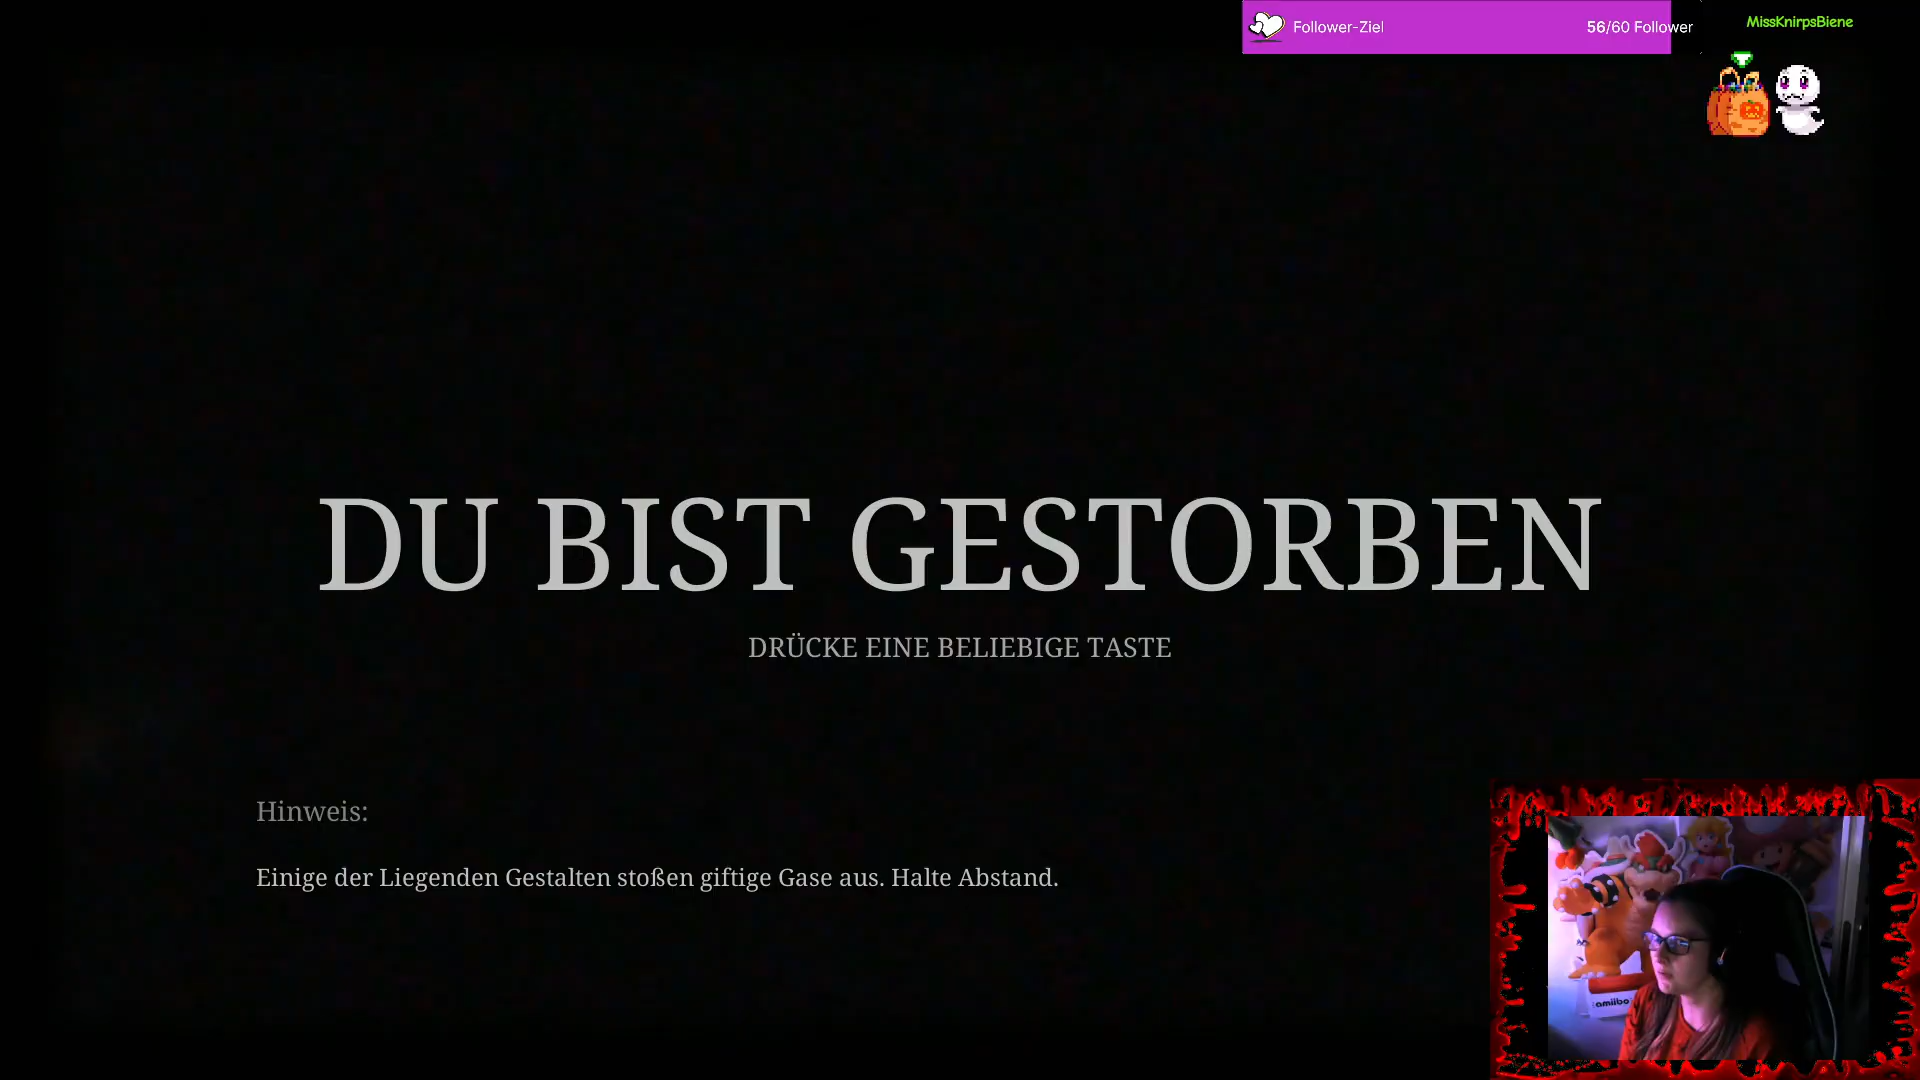 Follower-Ziel 56/60 Follower
MissKnirpsBiene
DU BIST GESTORBEN
DRÜCKE EINE BELIEBIGE TASTE
Hinweis:
Einige der Liegenden Gestalten stoßen giftige Gase aus. Halte Abstand.
amiibo